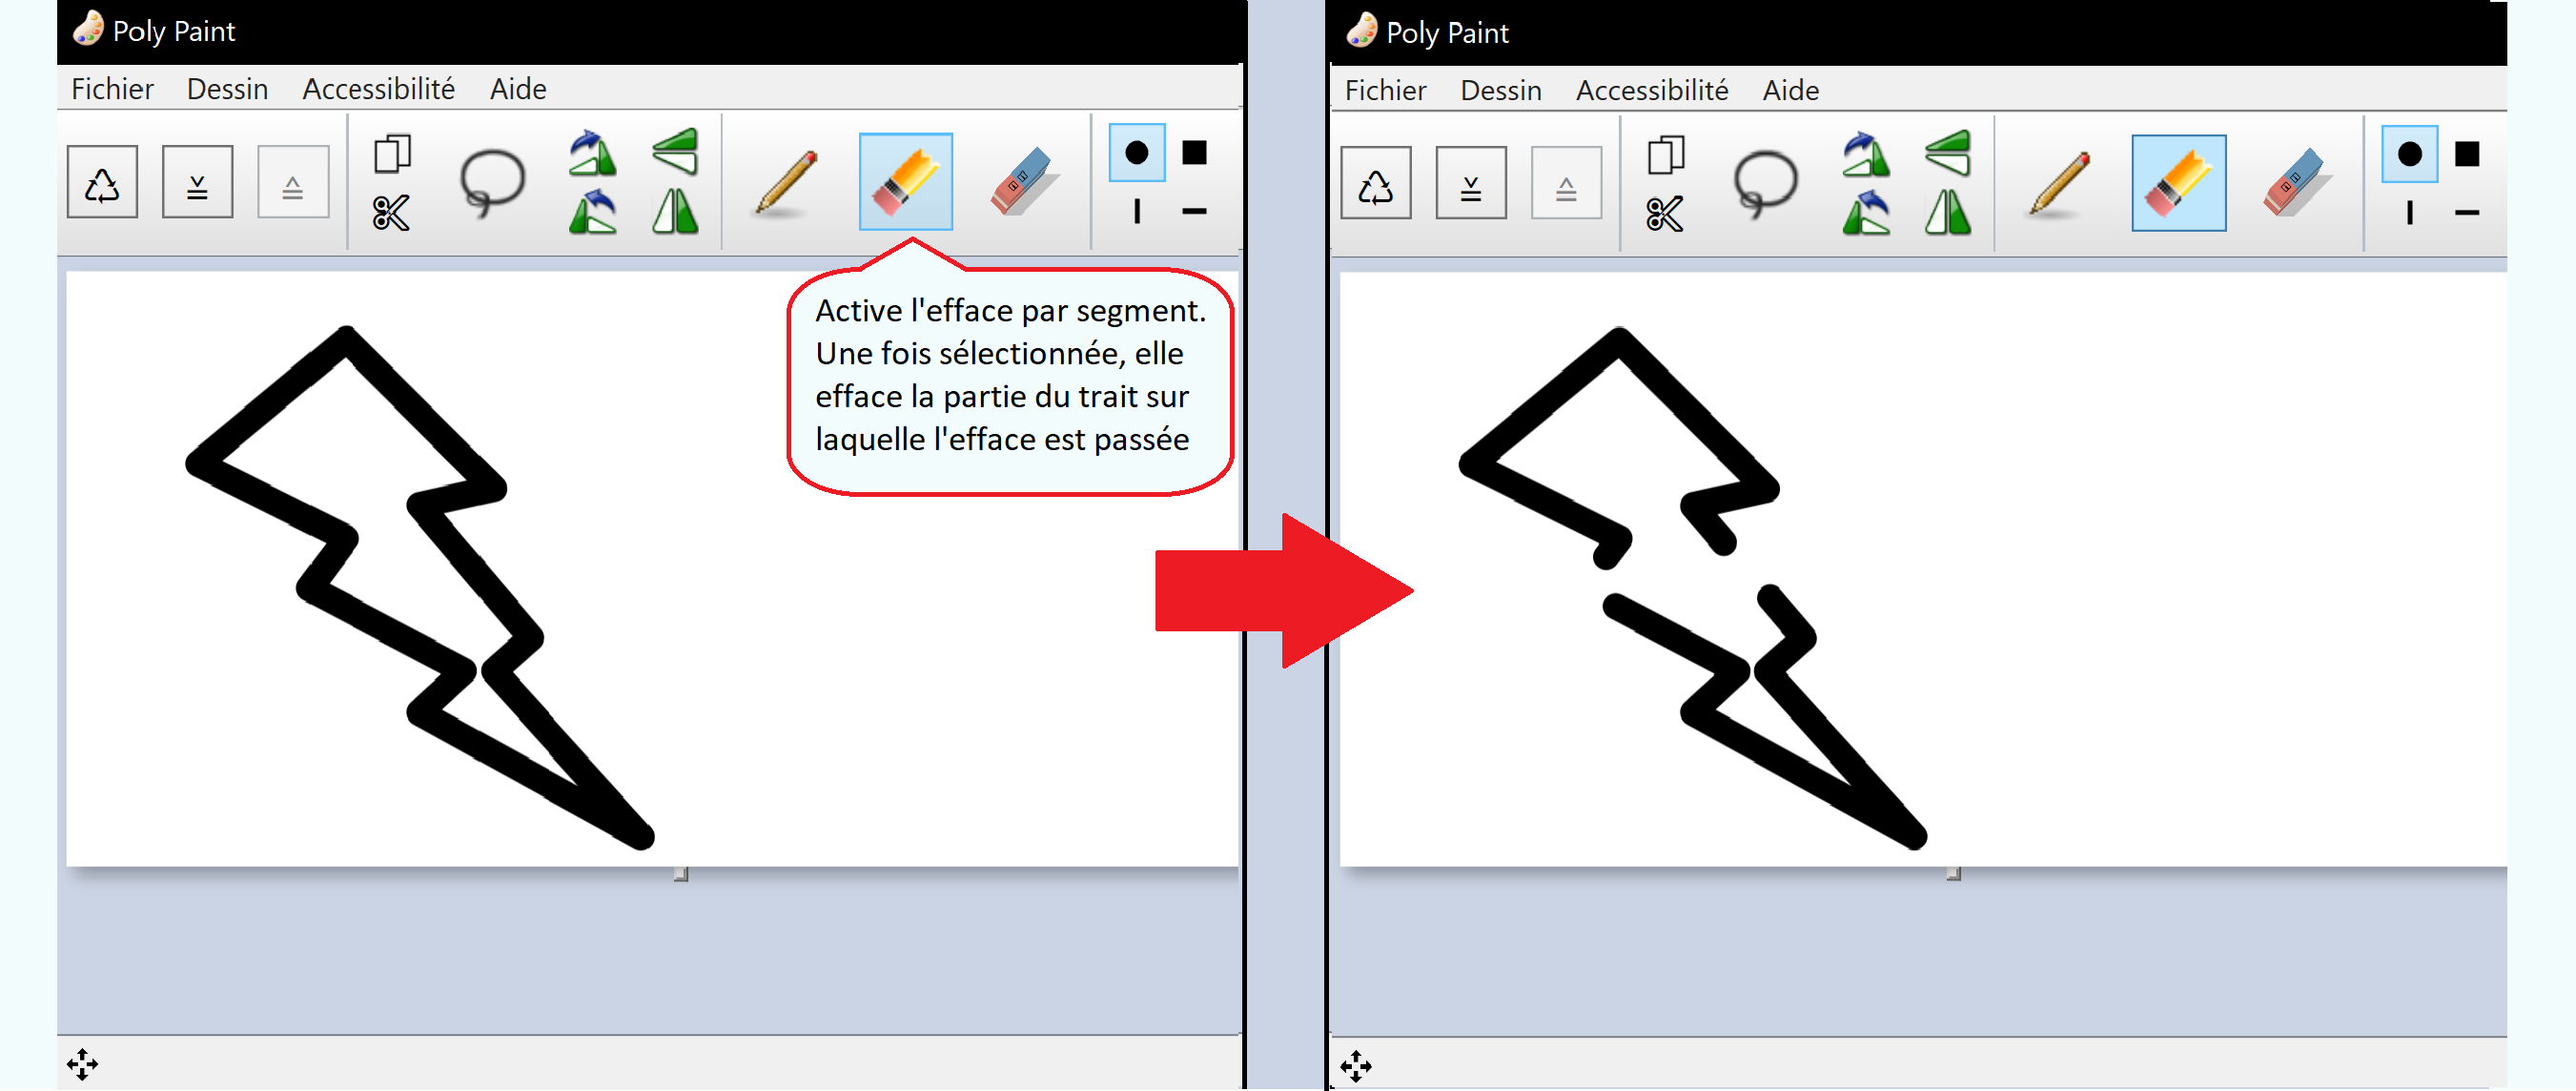 Poly Paint
Fichier Dessin Accessibilité Aide
Active l'efface par segment.
Une fois sélectionnée, elle
efface la partie du trait sur
laquelle l'efface est passée
Poly Paint
Fichier Dessin Accessibilité Aide